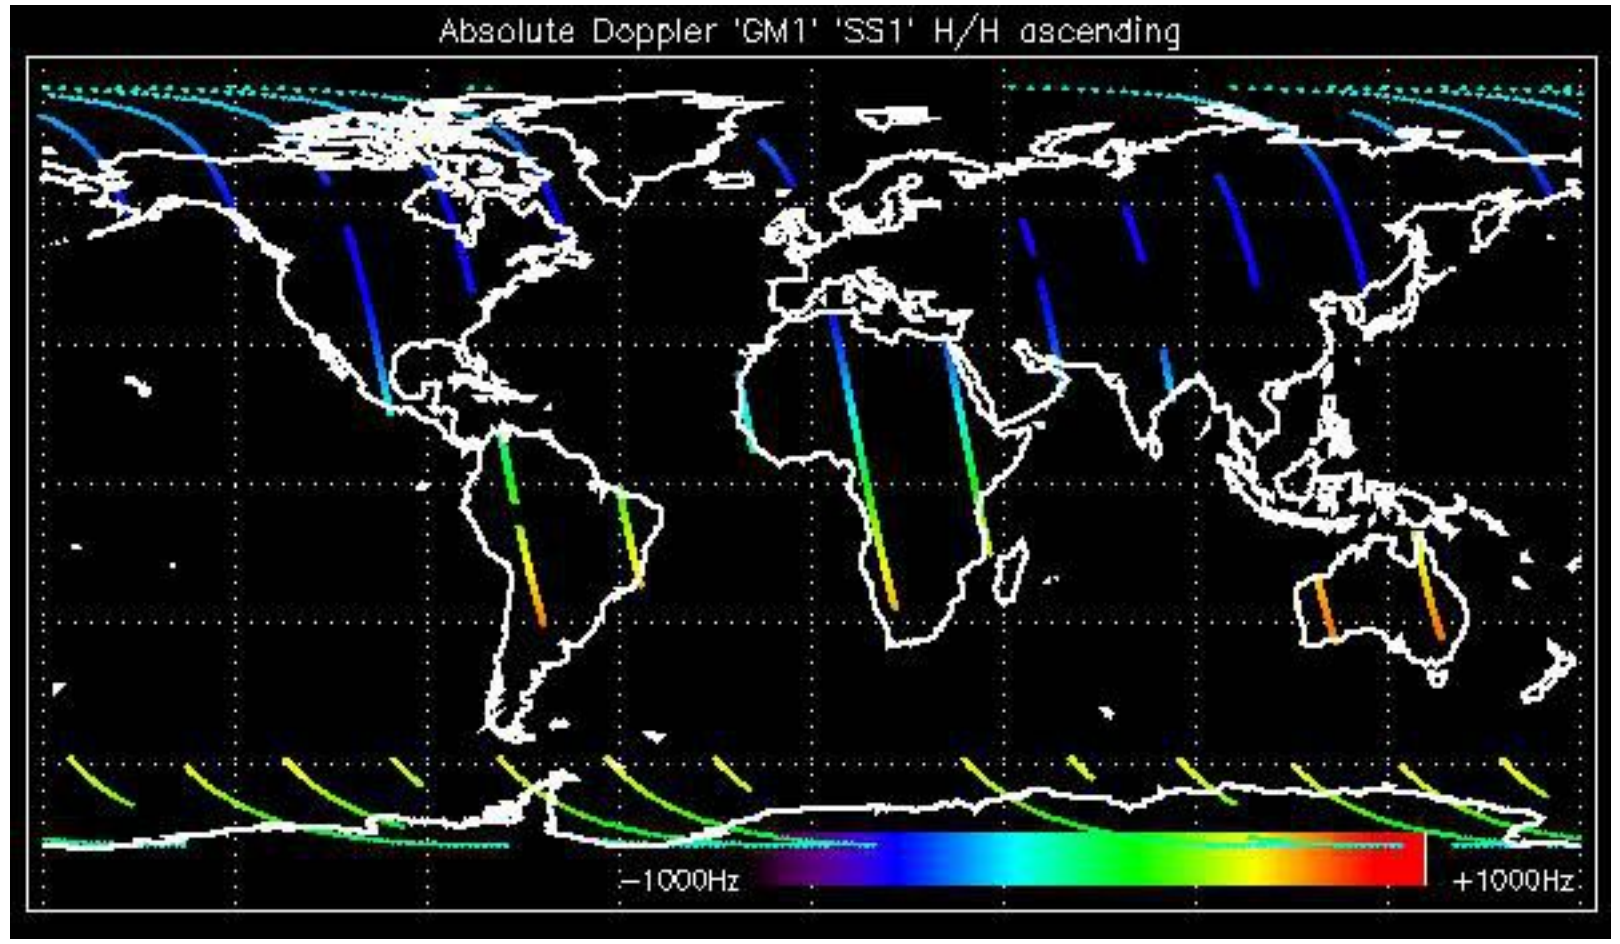 Absolute Doppler 'GM1' 'SS1' H/H ascending
−1000Hz
+1000Hz